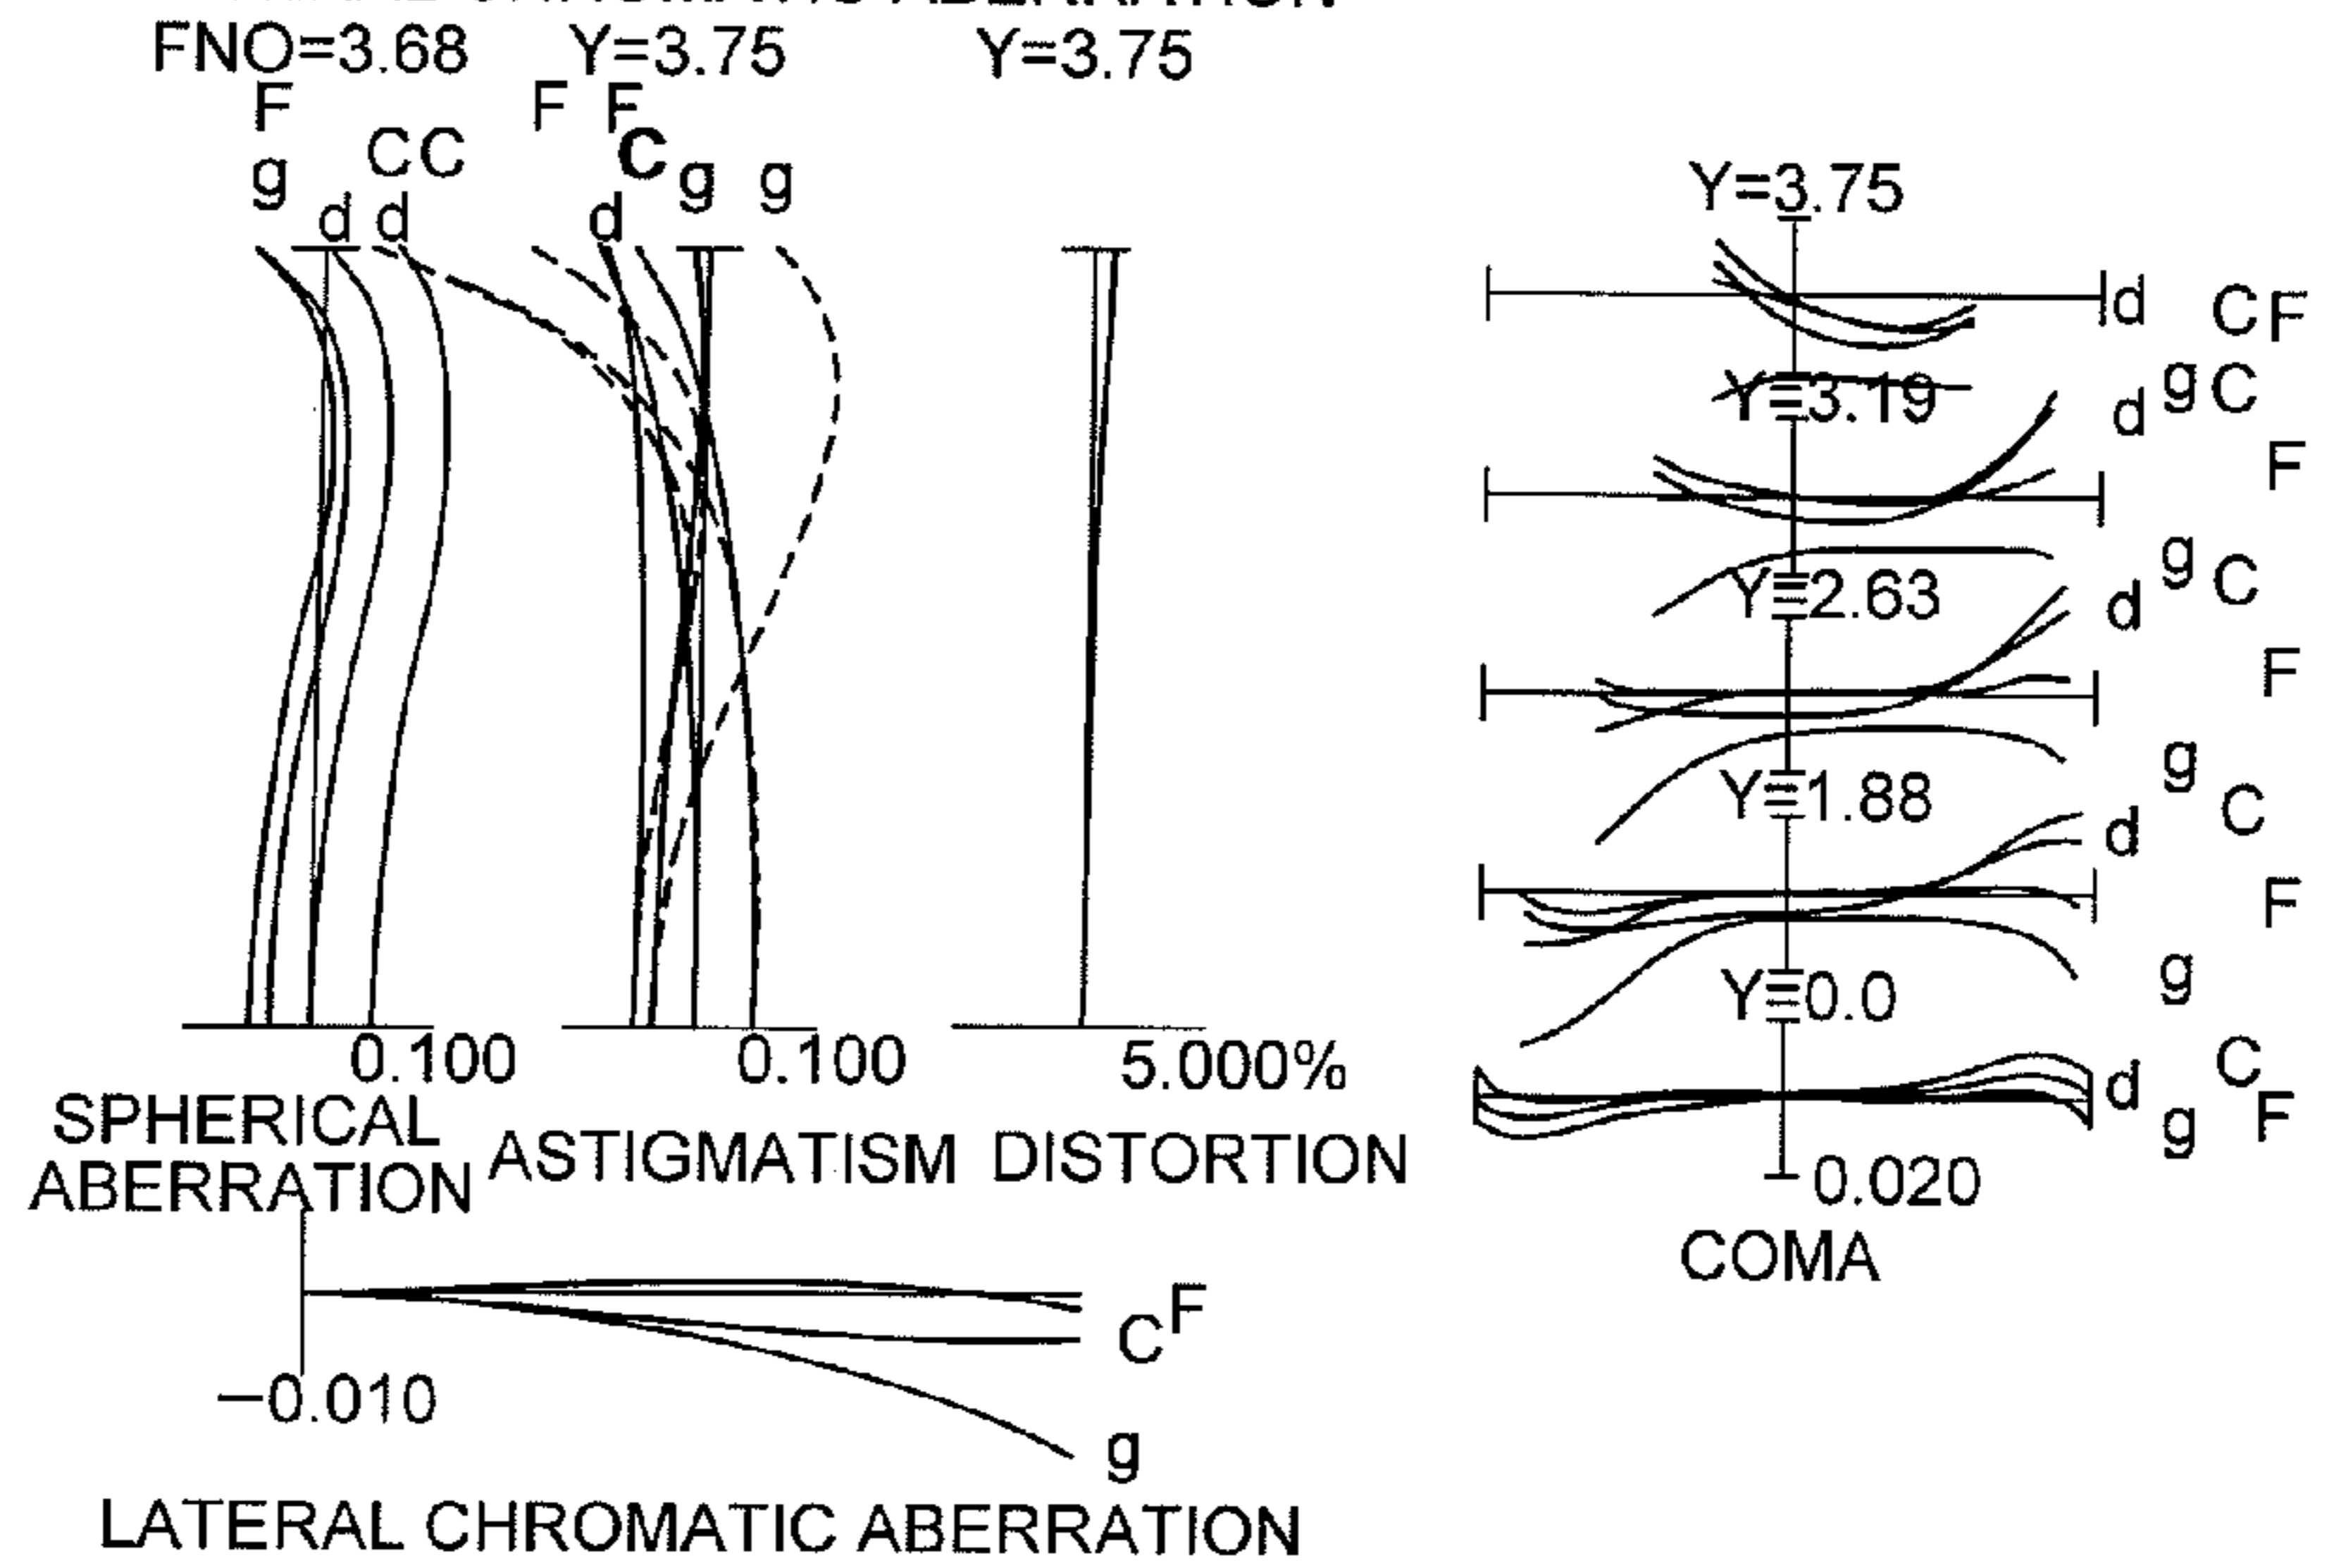 FNO=3.68 Y=3.75 Y=3.75
F F F
g C C C g g
d d d
Y=3.75
d C F
Y=3.19
g C
d
F
Y=2.63
g C
d
F
Y=1.88
g C
d
F
Y=0.0
g
C
d F
g
0.100 0.100 5.000%
SPHERICAL
ABERRATION ASTIGMATISM DISTORTION
0.020
COMA
F
C
-0.010
g
LATERAL CHROMATIC ABERRATION